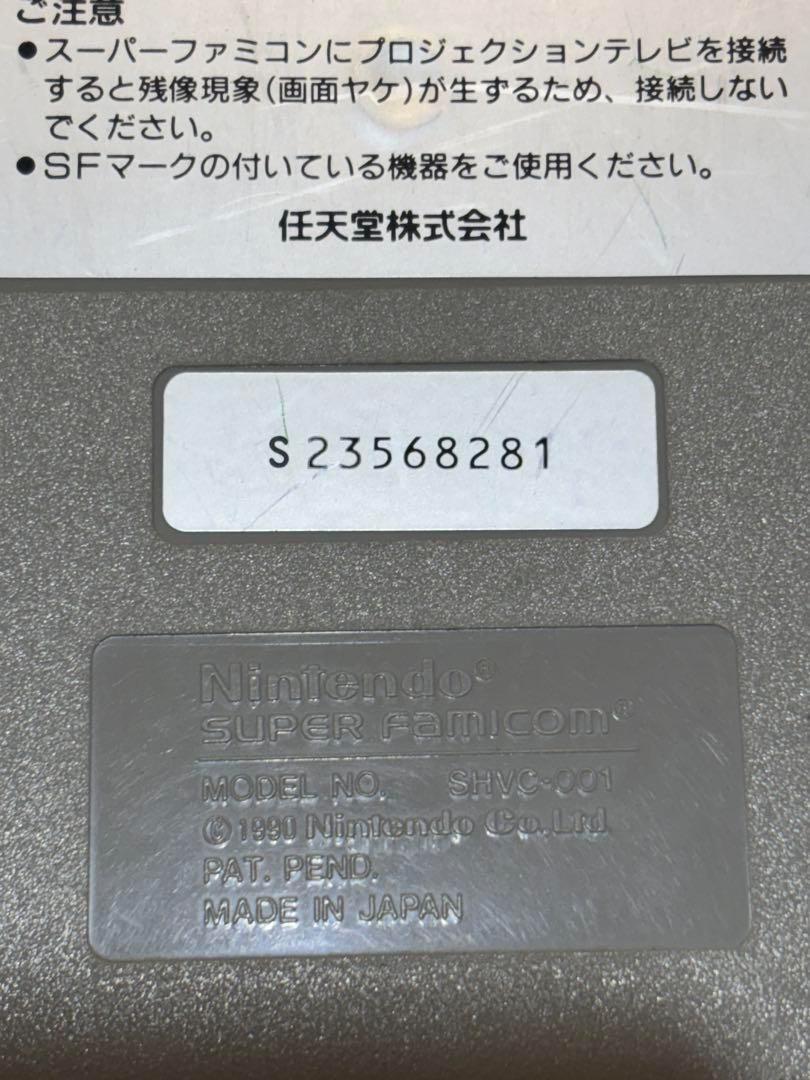 ご注意
●スーパーファミコンにプロジェクションテレビを接続
すると残像現象(画面ヤケ)が生ずるため、接続しない
でください。
●SFマークの付いている機器をご使用ください。
任天堂株式会社
S23568281
Nintendo®
SUPER FAMICOM®
MODEL NO. SHVC-001
©1990 Nintendo Co.,Ltd.
PAT. PEND.
MADE IN JAPAN